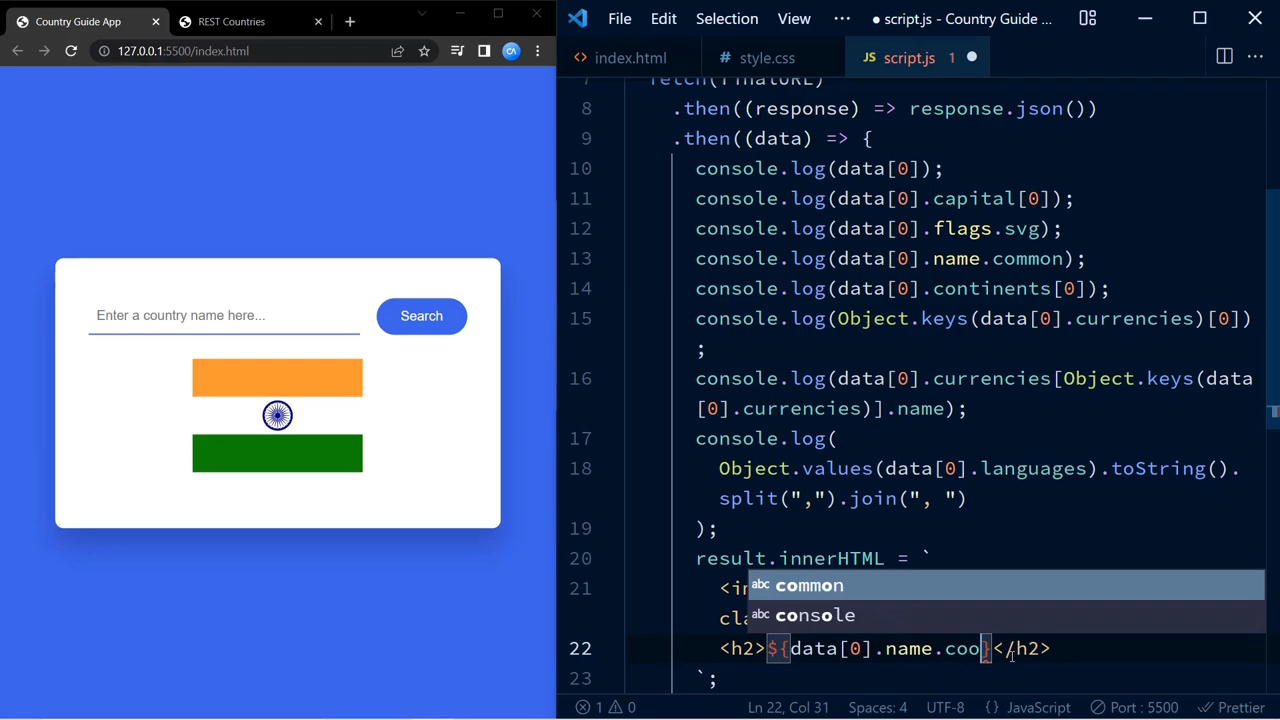 Country Guide App
REST Countries
127.0.0.1:5500/index.html
Enter a country name here...
Search
File Edit Selection View ··· ● script.js - Country Guide ...
index.html
# style.css
JS script.js 1
7 fetch(finalURL)
8 .then((response) => response.json())
9 .then((data) => {
10 console.log(data[0]);
11 console.log(data[0].capital[0]);
12 console.log(data[0].flags.svg);
13 console.log(data[0].name.common);
14 console.log(data[0].continents[0]);
15 console.log(Object.keys(data[0].currencies)[0])
;
16 console.log(data[0].currencies[Object.keys(data
[0].currencies)].name);
17 console.log(
18 Object.values(data[0].languages).toString().
split(",").join(", ")
19 );
20 result.innerHTML = `
abc common
21
abc console
22 <h2>${data[0].name.coo}</h2>
23 `;
1 0 Ln 22, Col 31 Spaces: 4 UTF-8 {} JavaScript Port : 5500 Prettier